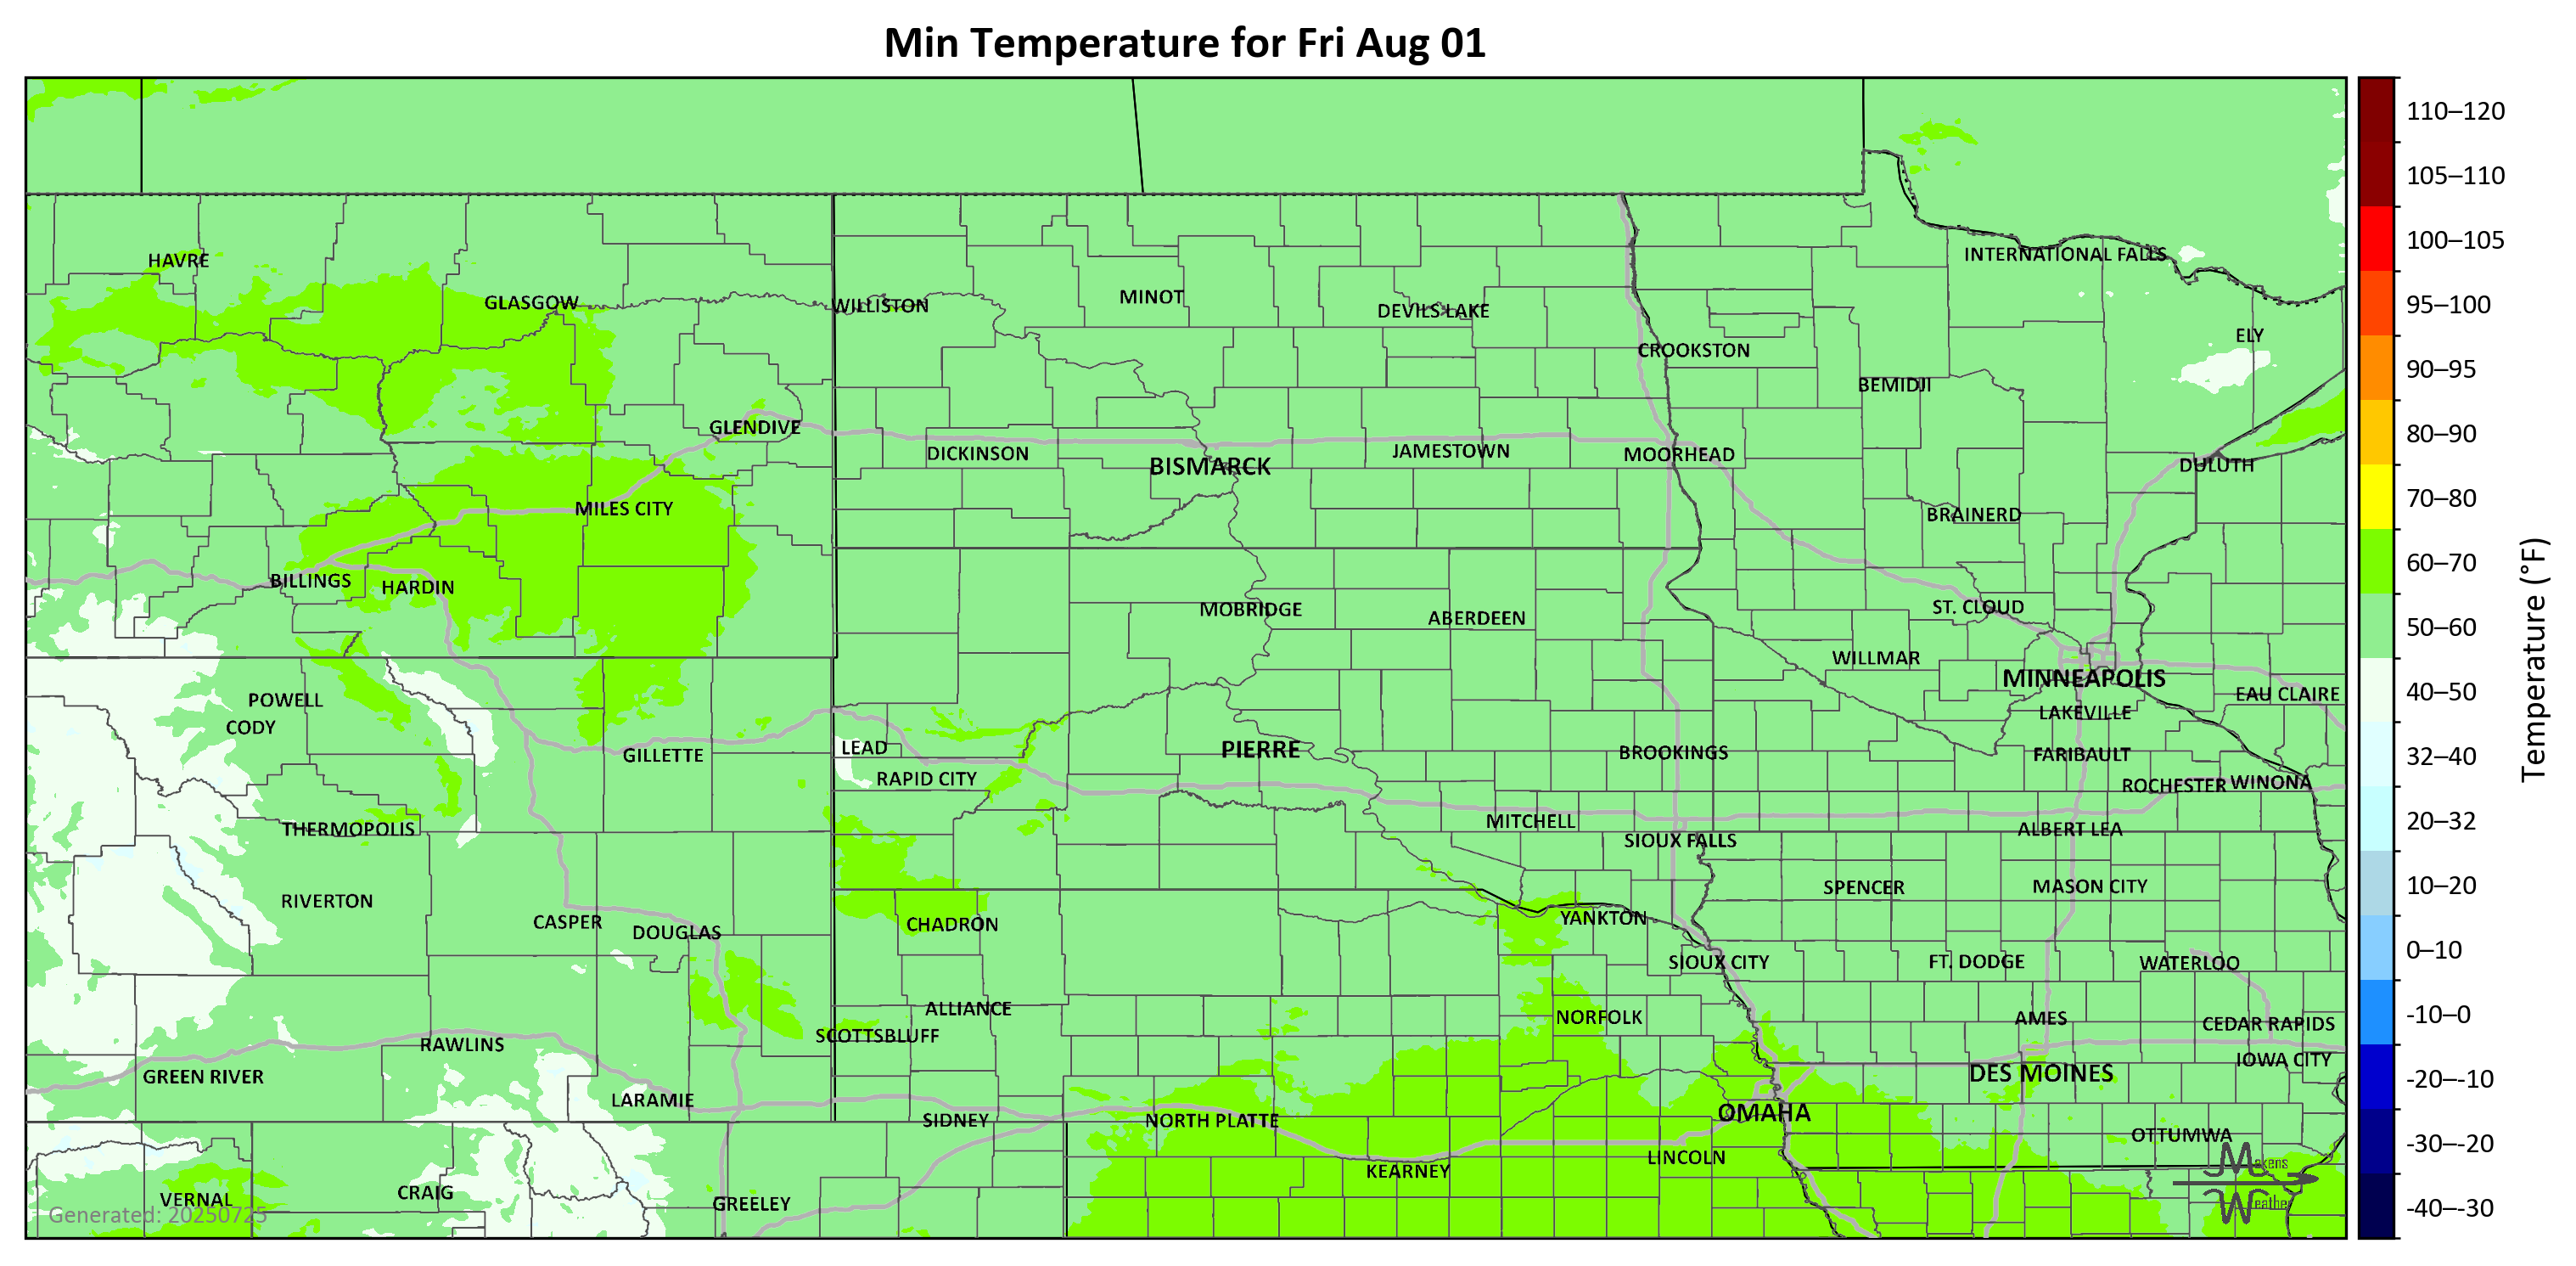 Min Temperature for Fri Aug 01
110–120
105–110
100–105
95–100
90–95
80–90
70–80
60–70
50–60
40–50
32–40
20–32
10–20
0–10
-10–0
-20–-10
-30–-20
-40–-30
Temperature (°F)
HAVRE
GLASGOW
WILLISTON
MINOT
DEVILS LAKE
INTERNATIONAL FALLS
CROOKSTON
ELY
BEMIDJI
GLENDIVE
DICKINSON
BISMARCK
JAMESTOWN
MOORHEAD
DULUTH
MILES CITY
BRAINERD
BILLINGS
HARDIN
MOBRIDGE
ABERDEEN
ST. CLOUD
WILLMAR
MINNEAPOLIS
EAU CLAIRE
POWELL
CODY
LAKEVILLE
GILLETTE
LEAD
PIERRE
BROOKINGS
FARIBAULT
RAPID CITY
ROCHESTER
WINONA
THERMOPOLIS
MITCHELL
SIOUX FALLS
ALBERT LEA
RIVERTON
SPENCER
MASON CITY
CASPER
DOUGLAS
CHADRON
YANKTON
SIOUX CITY
FT. DODGE
WATERLOO
ALLIANCE
NORFOLK
AMES
CEDAR RAPIDS
SCOTTSBLUFF
RAWLINS
IOWA CITY
GREEN RIVER
DES MOINES
LARAMIE
SIDNEY
NORTH PLATTE
OMAHA
OTTUMWA
KEARNEY
LINCOLN
VERNAL
CRAIG
GREELEY
Makens
Weather
Generated: 20250725